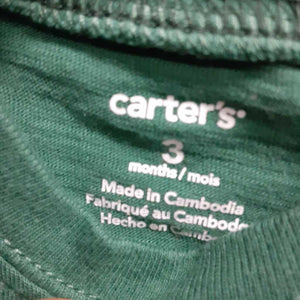 carter's
3
months/mois
Made in Cambodia
Fabriqué au Cambodge
Hecho en